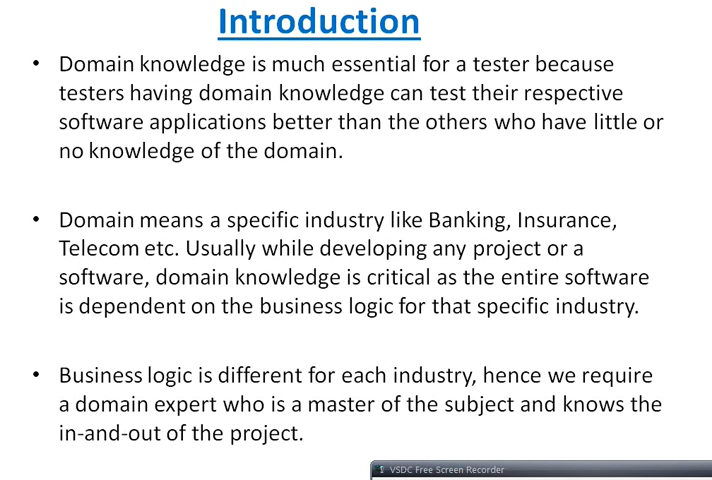 Introduction
• Domain knowledge is much essential for a tester because
testers having domain knowledge can test their respective
software applications better than the others who have little or
no knowledge of the domain.
• Domain means a specific industry like Banking, Insurance,
Telecom etc. Usually while developing any project or a
software, domain knowledge is critical as the entire software
is dependent on the business logic for that specific industry.
• Business logic is different for each industry, hence we require
a domain expert who is a master of the subject and knows the
in-and-out of the project.
VSDC Free Screen Recorder